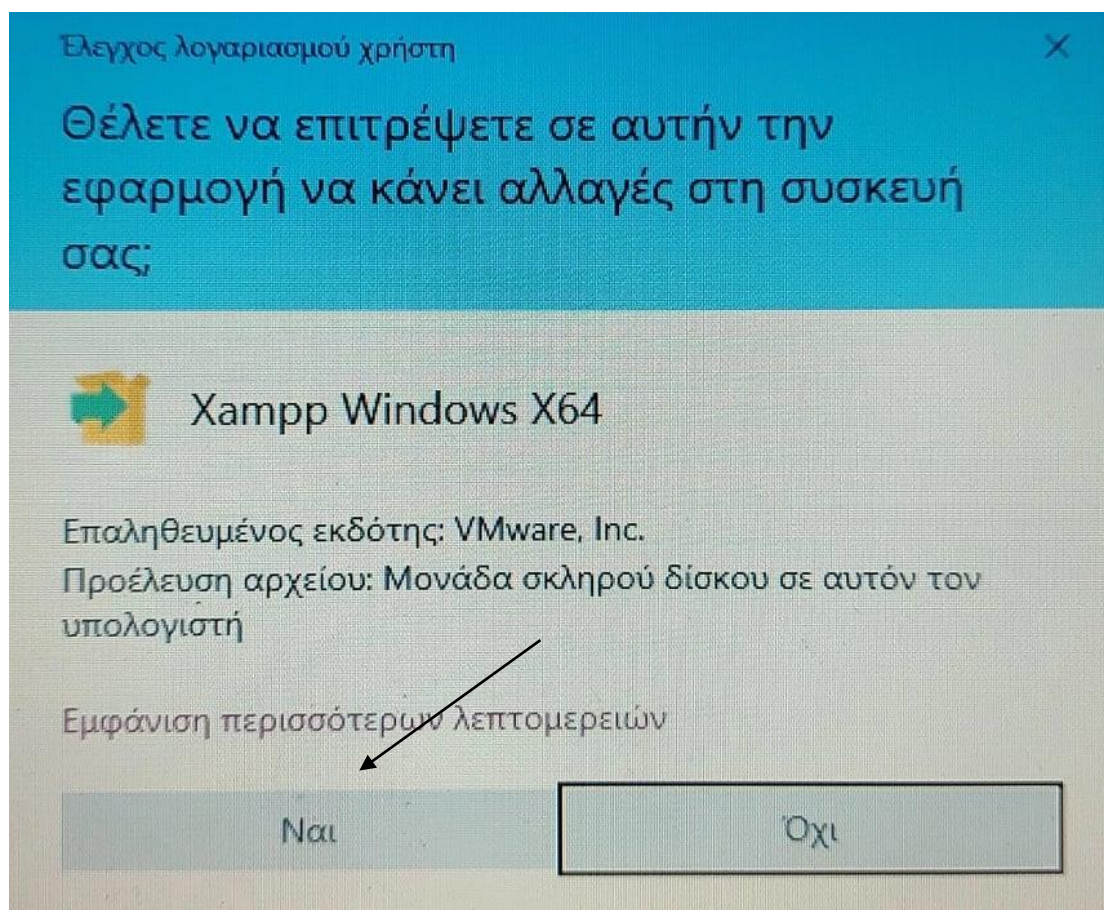 Έλεγχος λογαριασμού χρήστη
Θέλετε να επιτρέψετε σε αυτήν την
εφαρμογή να κάνει αλλαγές στη συσκευή
σας;
Xampp Windows X64
Επαληθευμένος εκδότης: VMware, Inc.
Προέλευση αρχείου: Μονάδα σκληρού δίσκου σε αυτόν τον
υπολογιστή
Εμφάνιση περισσότερων λεπτομερειών
Ναι
Όχι